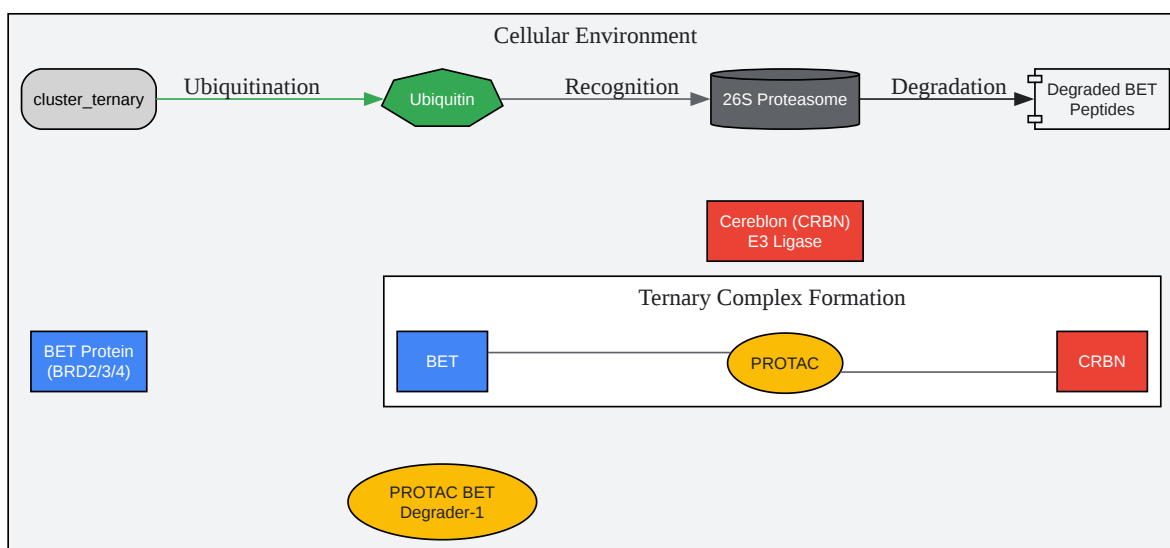 Cellular Environment
cluster_ternary
Ubiquitination
Ubiquitin
Recognition
26S Proteasome
Degradation
Degraded BET
Peptides
Cereblon (CRBN)
E3 Ligase
Ternary Complex Formation
BET Protein
(BRD2/3/4)
BET
PROTAC
CRBN
PROTAC BET
Degrader-1